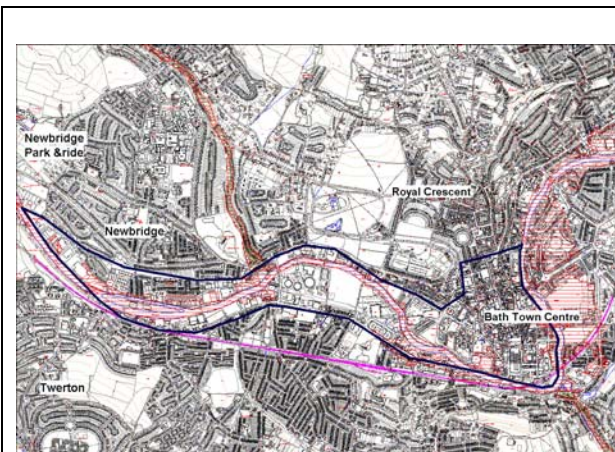 Newbridge
Park &ride
Royal Crescent
Newbridge
Bath Town Centre
Twerton